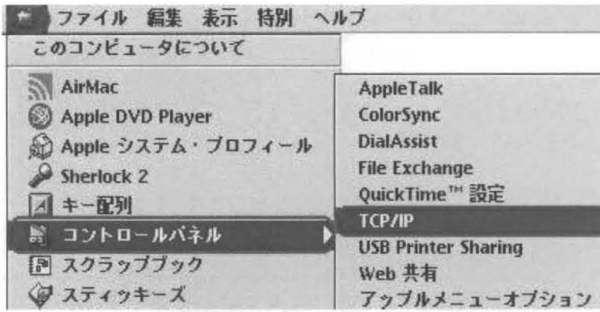 ファイル 編集 表示 特別 ヘルプ
このコンピュータについて
AirMac
Apple DVD Player
Apple システム・プロフィール
Sherlock 2
キー配列
コントロールパネル
スクラップブック
スティッキーズ
AppleTalk
ColorSync
DialAssist
File Exchange
QuickTime™ 設定
TCP/IP
USB Printer Sharing
Web 共有
アップルメニューオプション